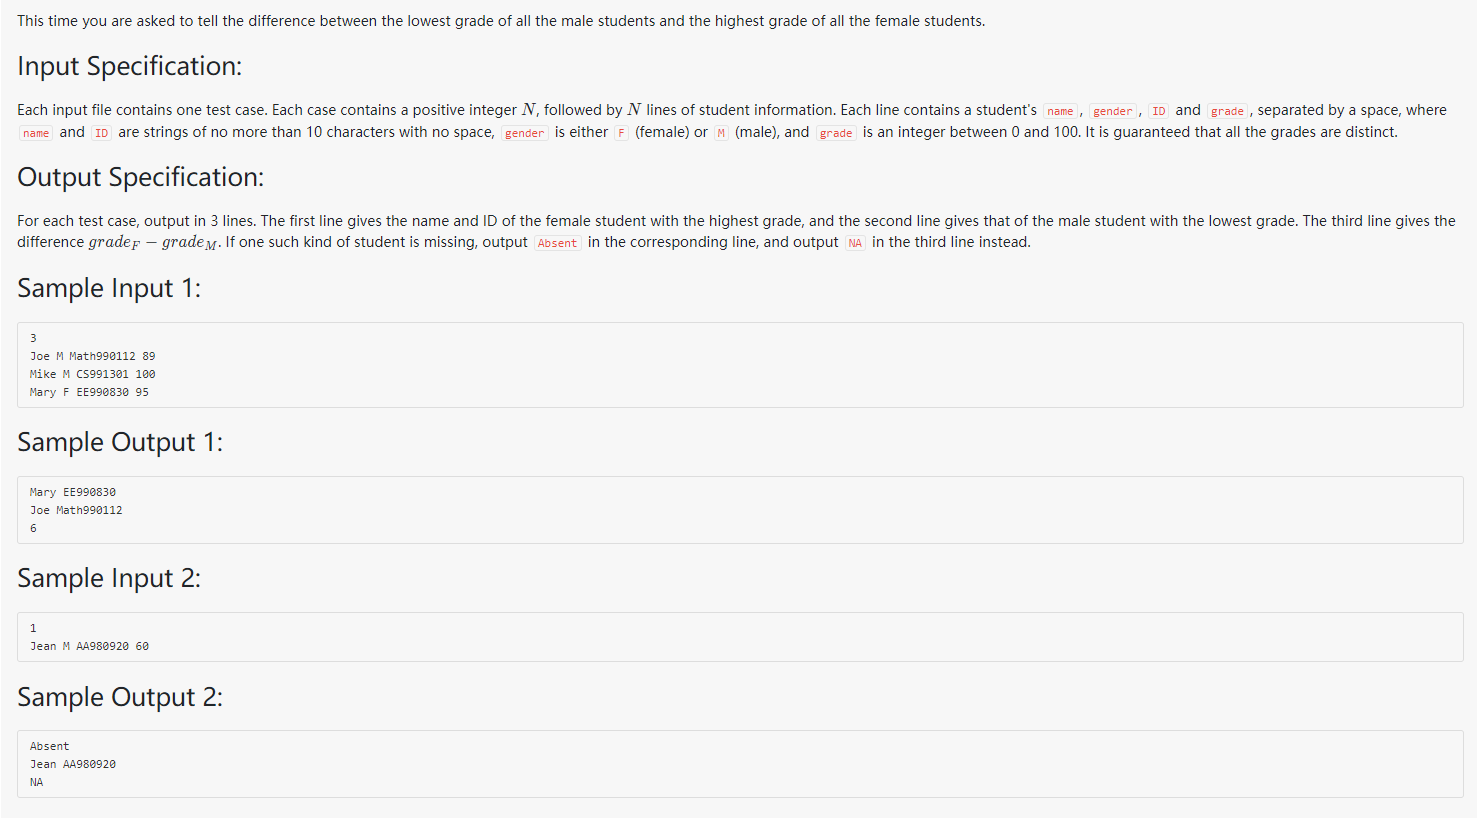 This time you are asked to tell the difference between the lowest grade of all the male students and the highest grade of all the female students.
Input Specification:
Each input file contains one test case. Each case contains a positive integer N, followed by N lines of student information. Each line contains a student's name, gender, ID and grade, separated by a space, where
name and ID are strings of no more than 10 characters with no space, gender is either F (female) or M (male), and grade is an integer between 0 and 100. It is guaranteed that all the grades are distinct.
Output Specification:
For each test case, output in 3 lines. The first line gives the name and ID of the female student with the highest grade, and the second line gives that of the male student with the lowest grade. The third line gives the
difference grade_F − grade_M. If one such kind of student is missing, output Absent in the corresponding line, and output NA in the third line instead.
Sample Input 1:
3
Joe M Math990112 89
Mike M CS991301 100
Mary F EE990830 95
Sample Output 1:
Mary EE990830
Joe Math990112
6
Sample Input 2:
1
Jean M AA980920 60
Sample Output 2:
Absent
Jean AA980920
NA